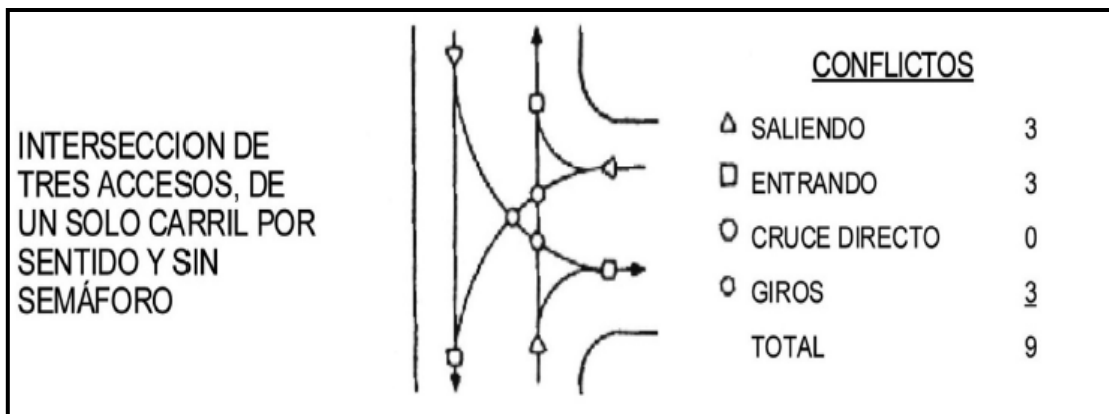 INTERSECCION DE
TRES ACCESOS, DE
UN SOLO CARRIL POR
SENTIDO Y SIN
SEMÁFORO
CONFLICTOS
SALIENDO 3
ENTRANDO 3
CRUCE DIRECTO 0
GIROS 3
TOTAL 9